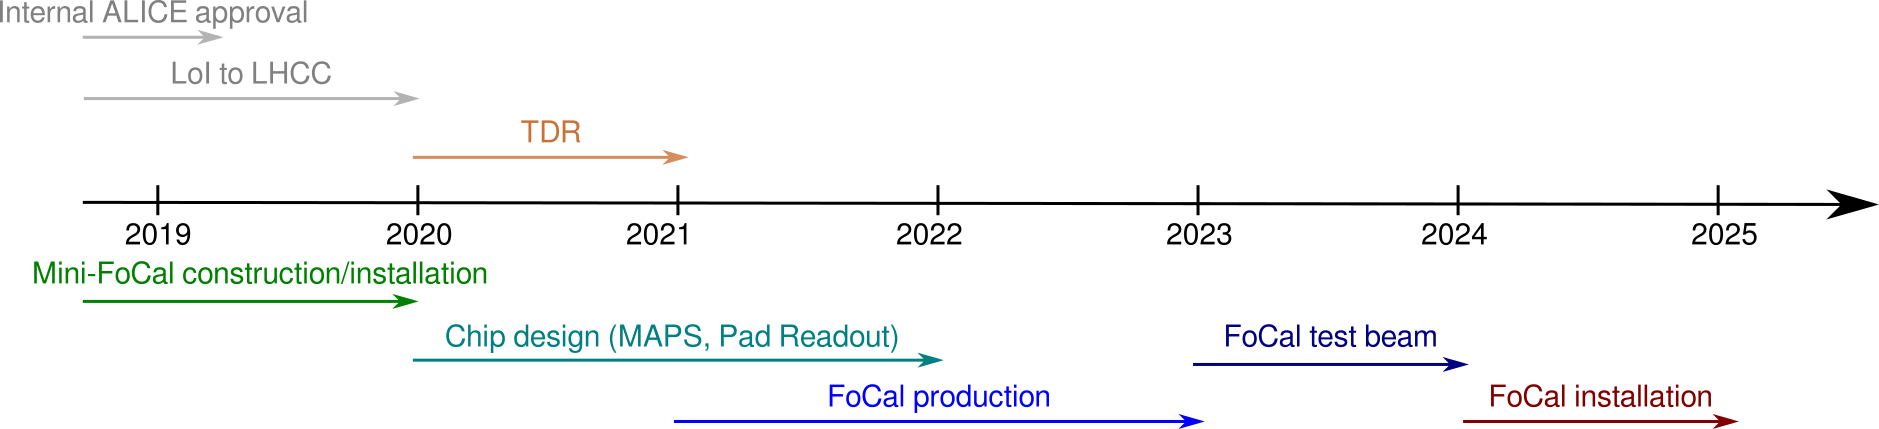 Internal ALICE approval
LoI to LHCC
TDR
2019 2020 2021 2022 2023 2024 2025
Mini-FoCal construction/installation
Chip design (MAPS, Pad Readout) FoCal test beam
FoCal production FoCal installation